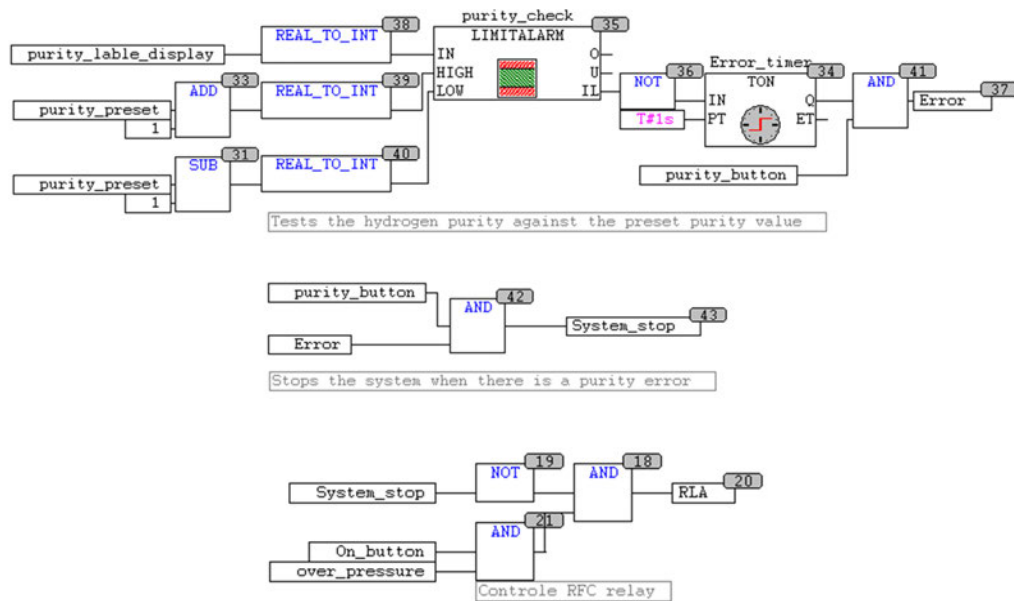 purity_check
38
35
REAL_TO_INT
LIMITALARM
purity_lable_display
IN
O
Error_timer
33
39
HIGH
U
36
34
41
ADD
REAL_TO_INT
LOW
IL
NOT
TON
AND
37
purity_preset
IN
Q
Error
1
T#1s
PT
ET
31
40
SUB
REAL_TO_INT
purity_button
purity_preset
1
Tests the hydrogen purity against the preset purity value
purity_button
42
AND
43
System_stop
Error
Stops the system when there is a purity error
19
18
NOT
AND
20
System_stop
RLA
21
AND
On_button
over_pressure
Controle RFC relay